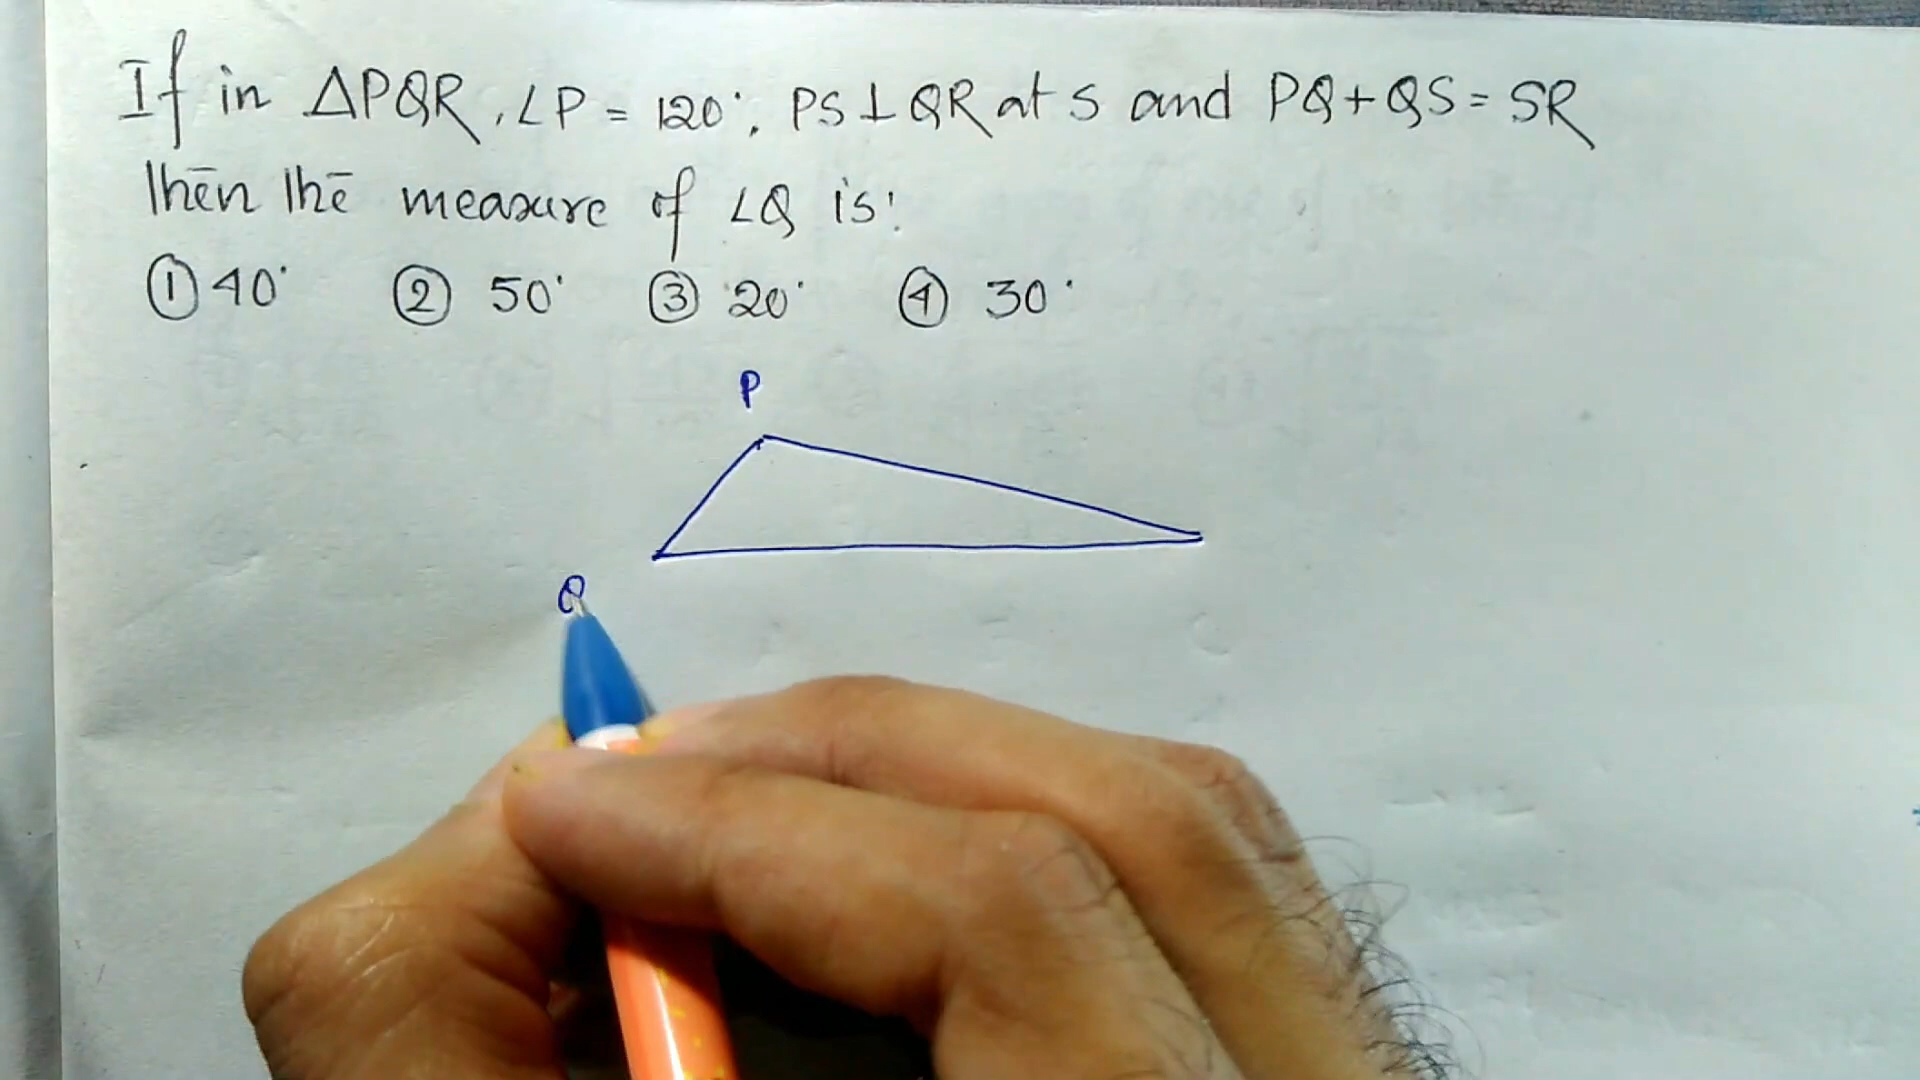 If in ΔPQR, ∠P = 120°, PS ⊥ QR at S and PQ + QS = SR
then the measure of ∠Q is:
① 40° ② 50° ③ 20° ④ 30°
P
Q